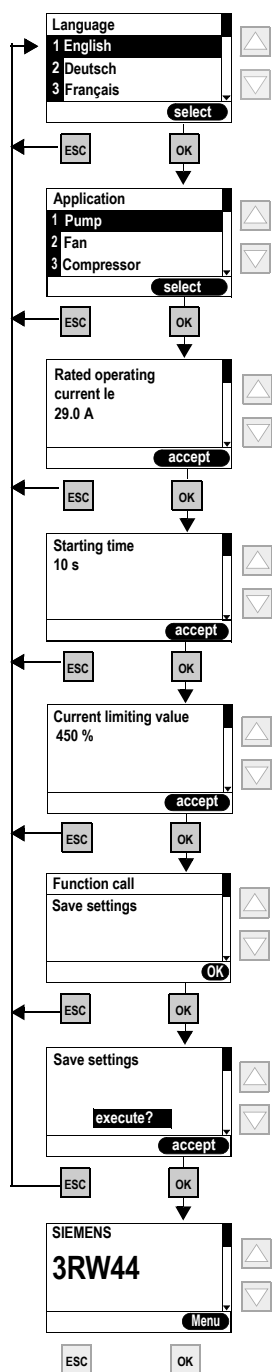 Language
1 English
2 Deutsch
3 Français
select
ESC
OK
Application
1 Pump
2 Fan
3 Compressor
select
ESC
OK
Rated operating
current Ie
29.0 A
accept
ESC
OK
Starting time
10 s
accept
ESC
OK
Current limiting value
450 %
accept
ESC
OK
Function call
Save settings
OK
ESC
OK
Save settings
execute?
accept
ESC
OK
SIEMENS
3RW44
Menu
ESC
OK